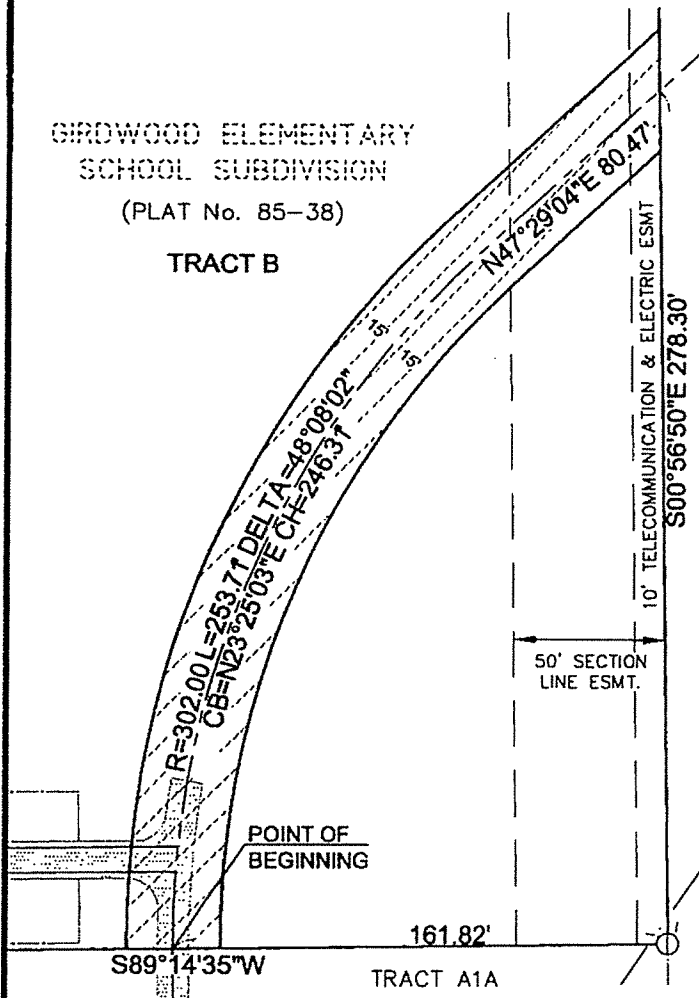 GIRDWOOD ELEMENTARY
SCHOOL SUBDIVISION
(PLAT No. 85-38)
TRACT B
N47°29'04"E 80.47'
15'
15'
R=302.00 L=253.71 DELTA=48°08'02"
CB=N23°25'03"E CH=246.31'
10' TELECOMMUNICATION & ELECTRIC ESMT
S00°56'50"E 278.30'
50' SECTION
LINE ESMT.
POINT OF
BEGINNING
161.82'
S89°14'35"W
TRACT A1A